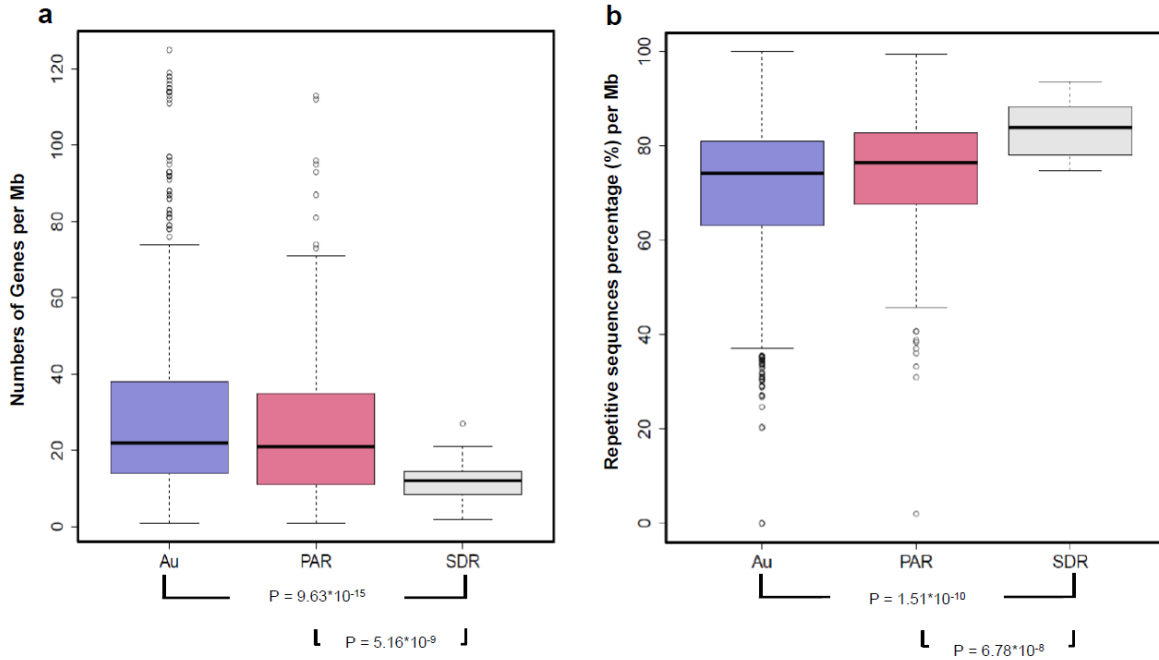 a
Numbers of Genes per Mb
120
100
80
60
40
20
0
Au PAR SDR
P = 9.63*10-15
P = 5.16*10-9
b
Repetitive sequences percentage (%) per Mb
100
80
60
40
20
0
Au PAR SDR
P = 1.51*10-10
P = 6.78*10-8